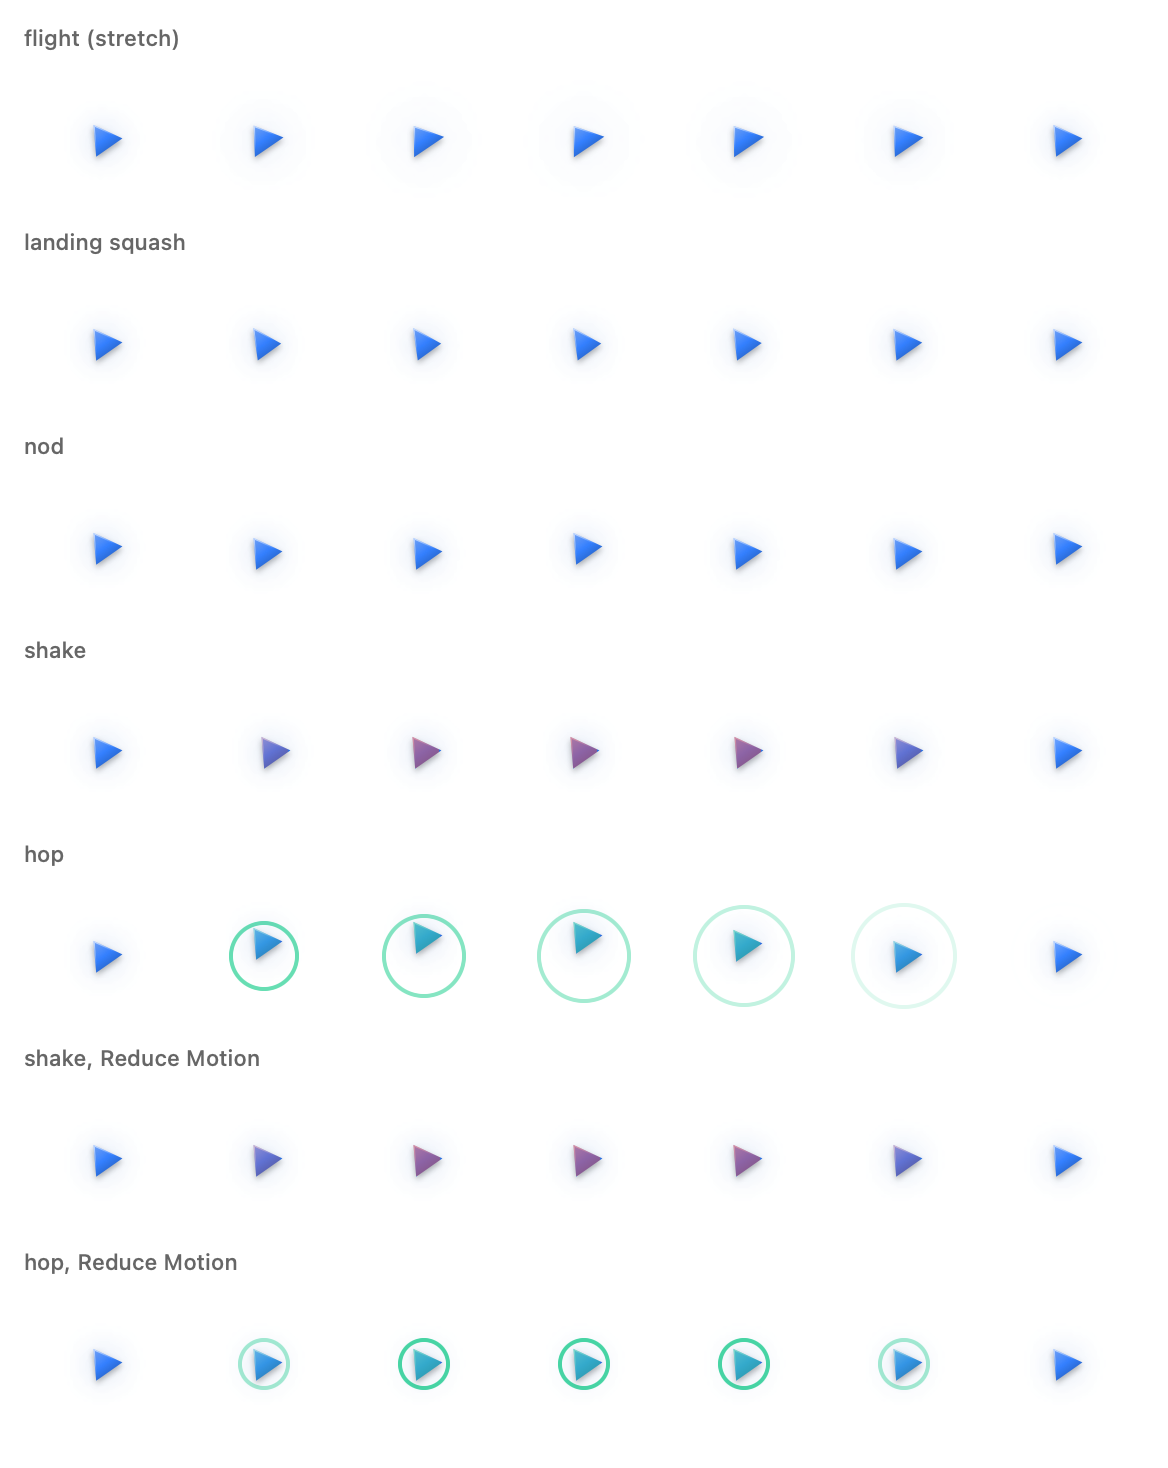 flight (stretch)
landing squash
nod
shake
hop
shake, Reduce Motion
hop, Reduce Motion